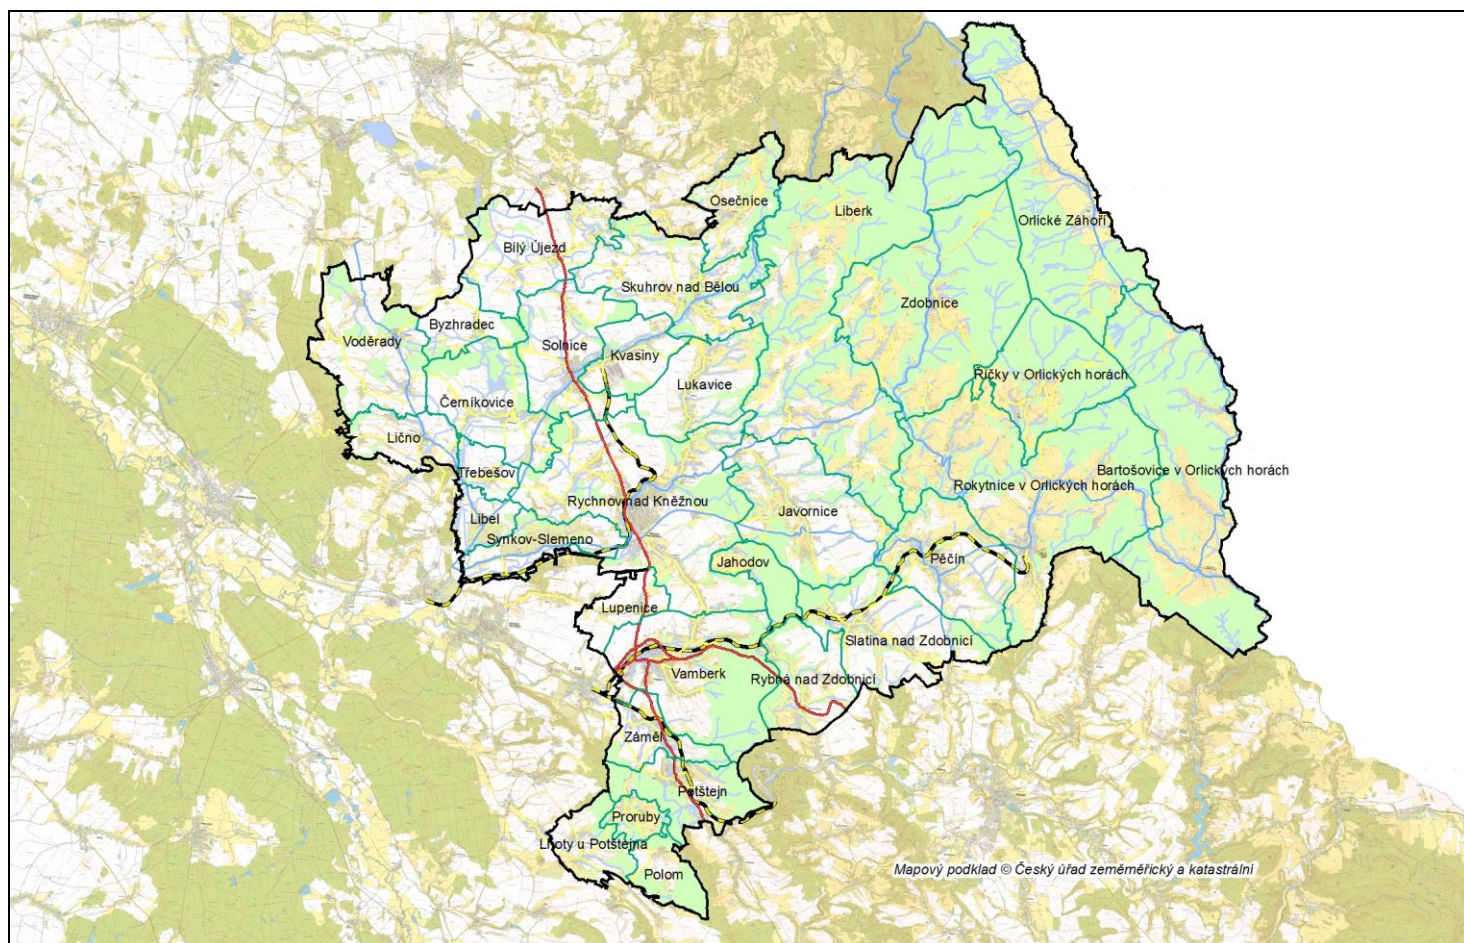 Osečnice
Liberk
Orlické Záhoří
Bílý Újezd
Skuhrov nad Bělou
Zdobnice
Byzhradec
Voděrady
Solnice
Kvasiny
Lukavice
Říčky v Orlických horách
Černíkovice
Lično
Třebešov
Bartošovice v Orlických horách
Rokytnice v Orlických horách
Rychnov nad Kněžnou
Javornice
Libel
Synkov-Slemeno
Jahodov
Pěčín
Lupenice
Slatina nad Zdobnicí
Vamberk
Rybná nad Zdobnicí
Záměl
Potštejn
Proruby
Lhoty u Potštejna
Polom
Mapový podklad © Český úřad zeměměřický a katastrální